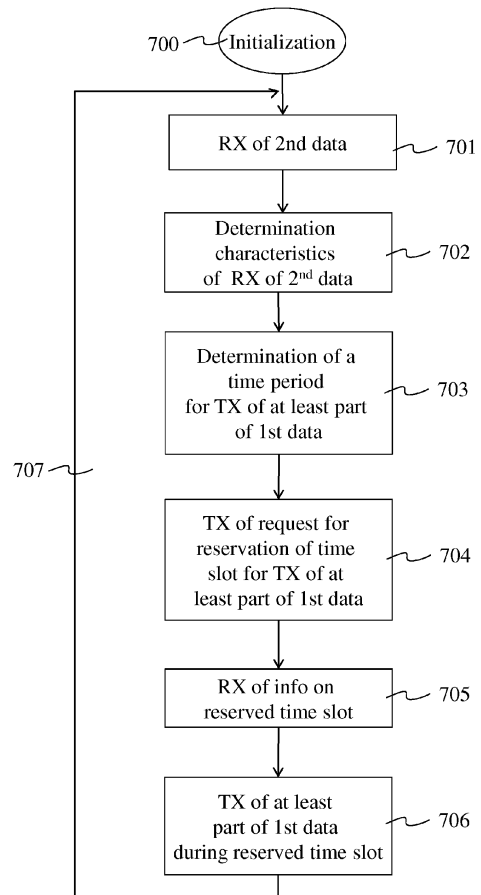 700
Initialization
RX of 2nd data
701
Determination
characteristics
of RX of 2nd data
702
Determination of a
time period
for TX of at least part
of 1st data
703
707
TX of request for
reservation of time
slot for TX of at
least part of 1st data
704
RX of info on
reserved time slot
705
TX of at least
part of 1st data
during reserved time slot
706